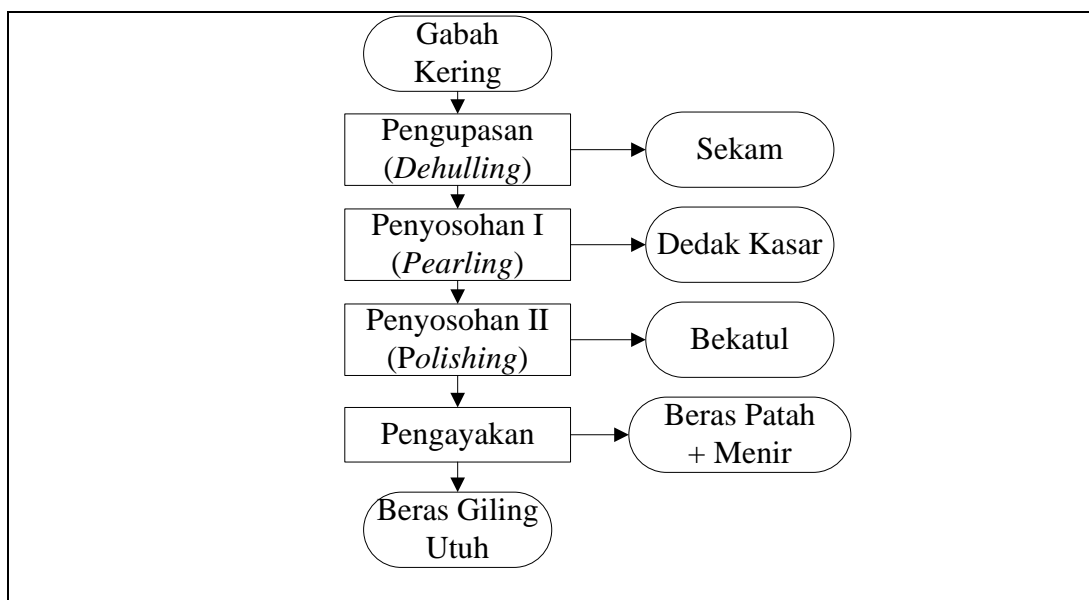 Gabah
Kering
Pengupasan
(Dehulling)
Sekam
Penyosohan I
(Pearling)
Dedak Kasar
Penyosohan II
(Polishing)
Bekatul
Pengayakan
Beras Patah
+ Menir
Beras Giling
Utuh